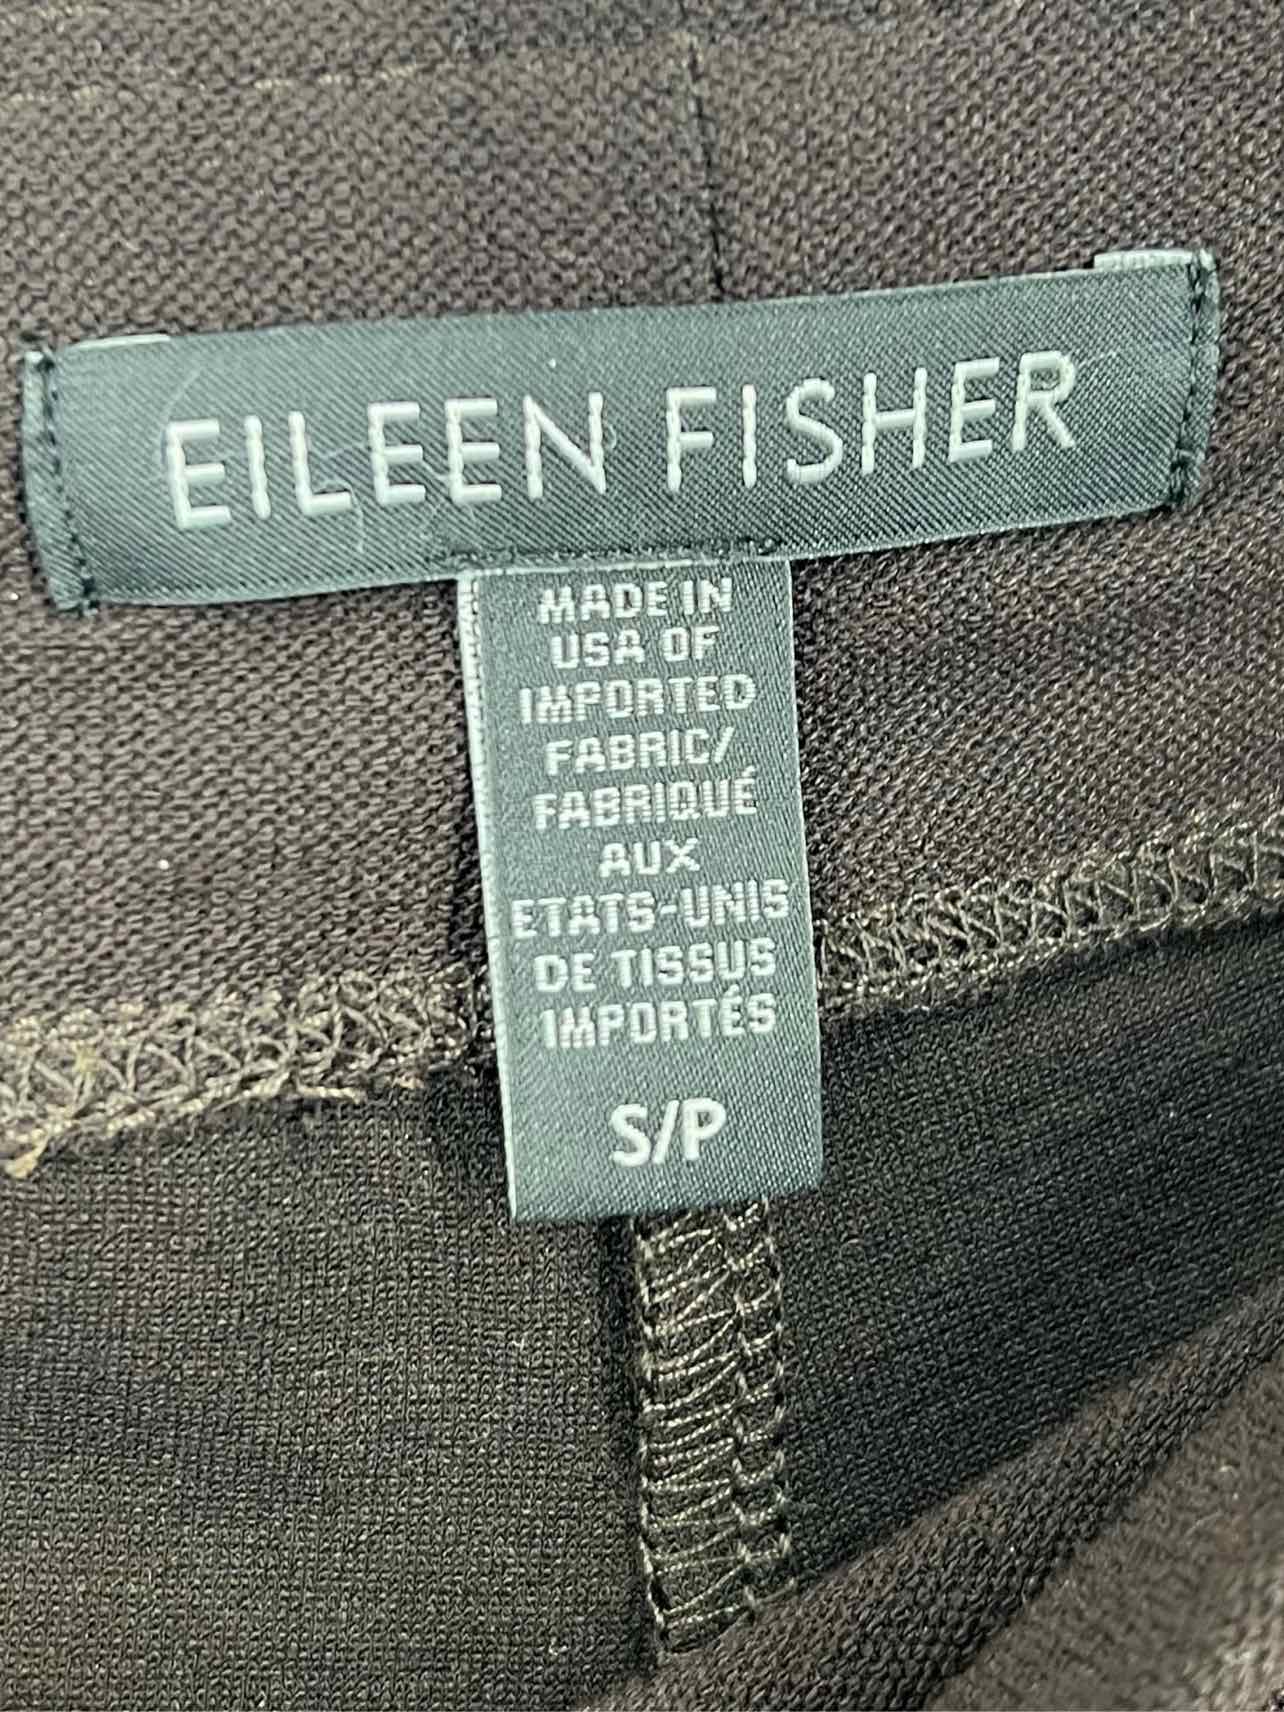 EILEEN FISHER
MADE IN
USA OF
IMPORTED
FABRIC/
FABRIQUÉ
AUX
ETATS-UNIS
DE TISSUS
IMPORTÉS
S/P